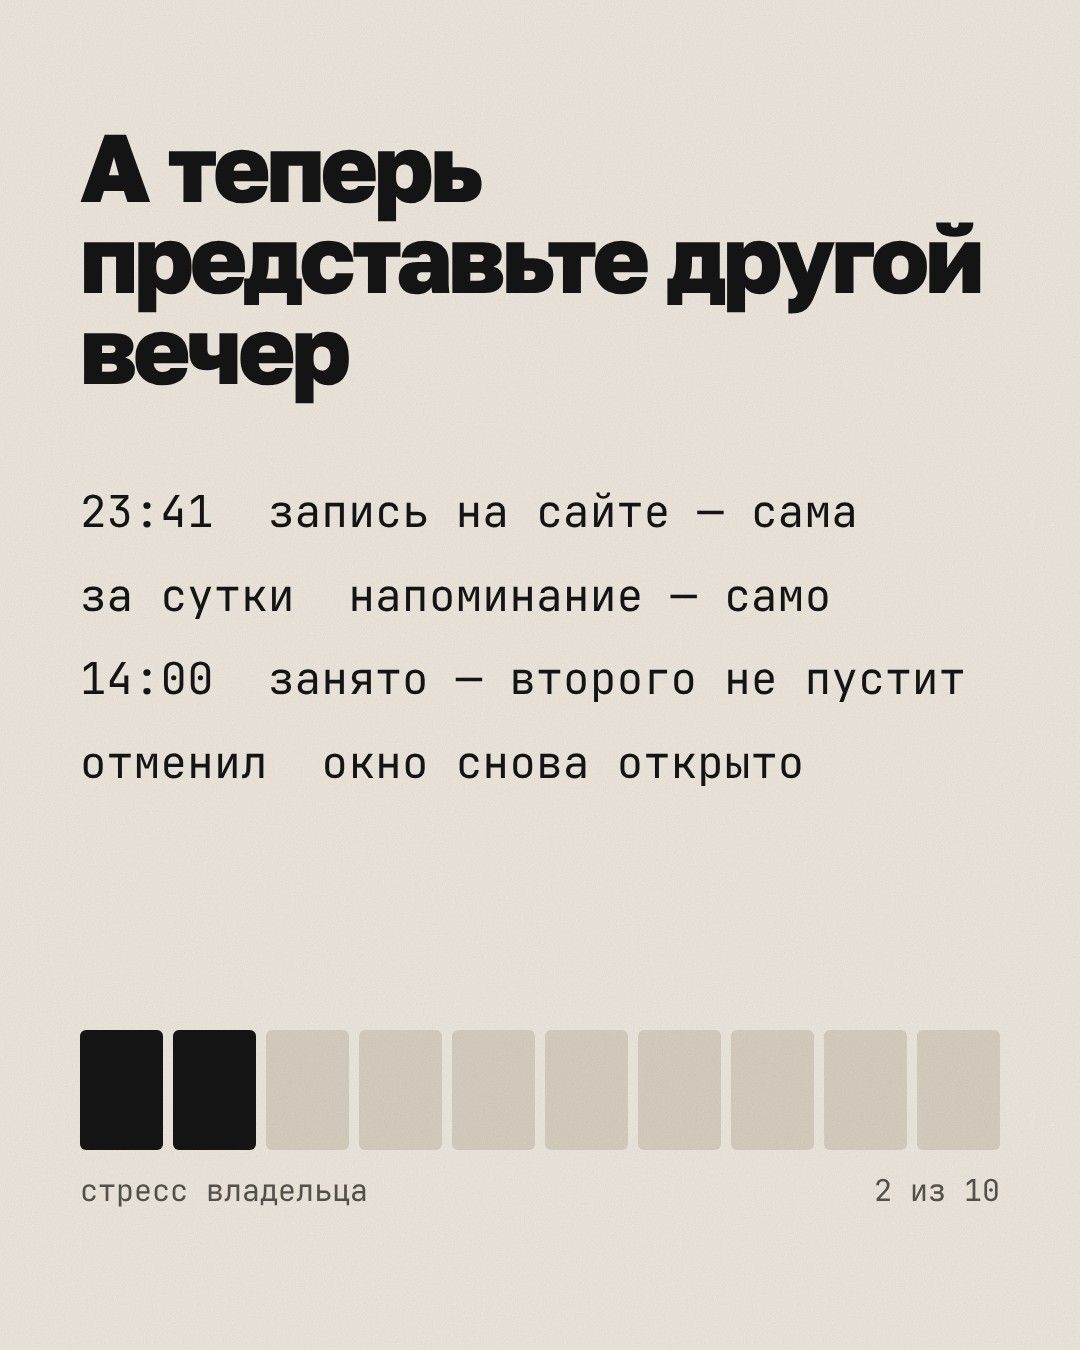 А теперь
представьте другой
вечер
23:41 запись на сайте — сама
за сутки напоминание — само
14:00 занято — второго не пустит
отменил окно снова открыто
стресс владельца 2 из 10